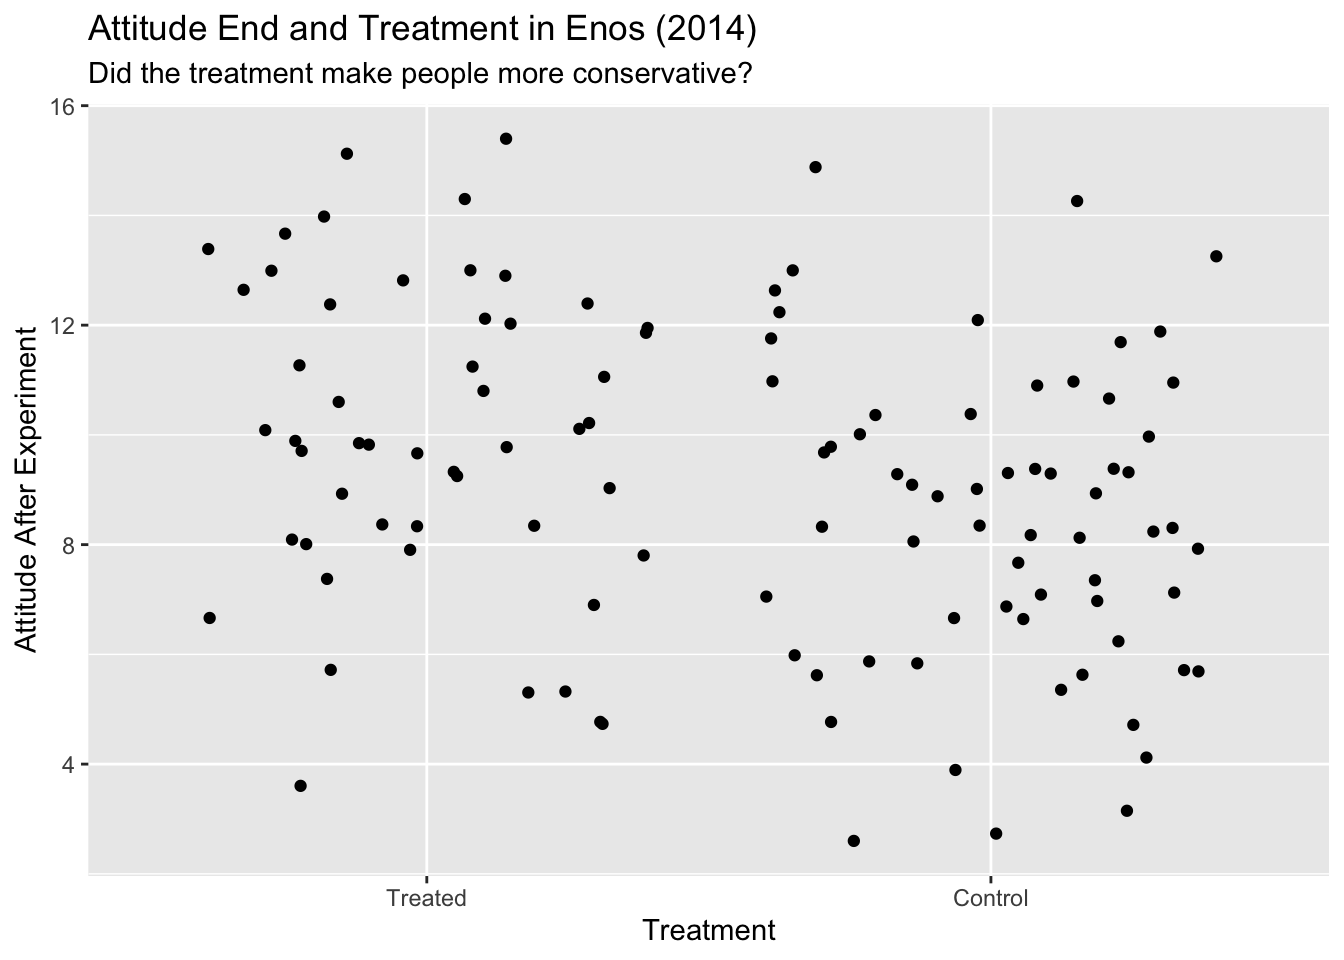 Attitude End and Treatment in Enos (2014)
Did the treatment make people more conservative?
16
12
8
4
Attitude After Experiment
Treated
Control
Treatment